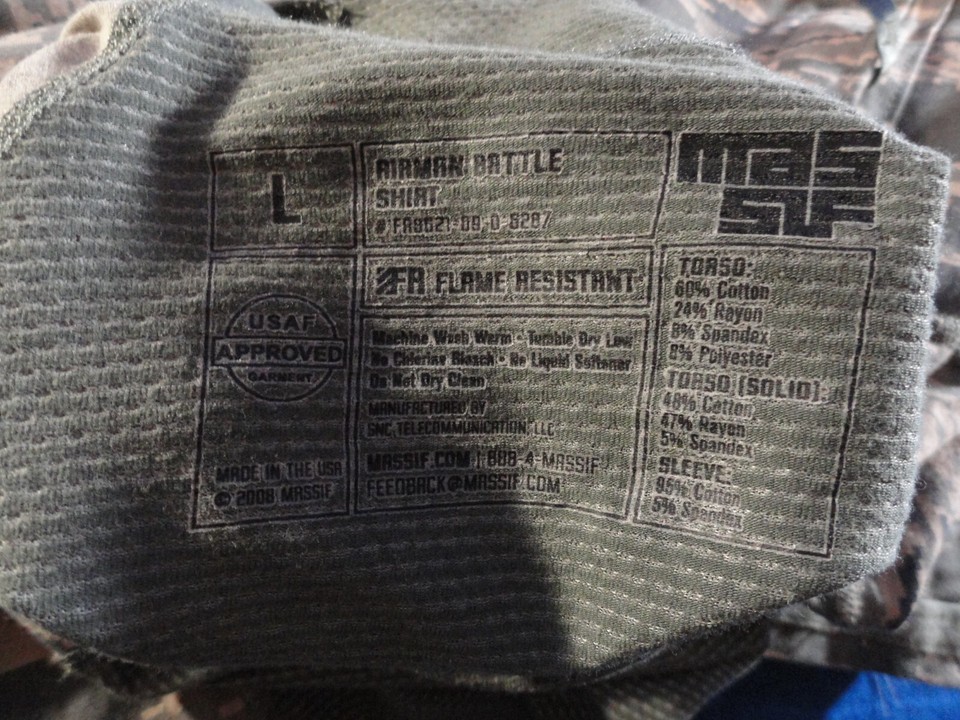 L
AIRMAN BATTLE
SHIRT
FR FLAME RESISTANT
USAF
APPROVED
GARMENT
MADE IN THE USA
© 2008 MASSIF
Machine Wash Warm • Tumble Dry Low
No Chlorine Bleach • No Liquid Softener
Do Not Dry Clean
MANUFACTURED BY
SNC TELECOMMUNICATION, LLC
MASSIF.COM | 888-4-MASSIF
FEEDBACK@MASSIF.COM
MASSIF
TORSO:
60% Cotton
24% Rayon
8% Spandex
8% Polyester
TORSO (SOLID):
48% Cotton
47% Rayon
5% Spandex
SLEEVE:
95% Cotton
5% Spandex